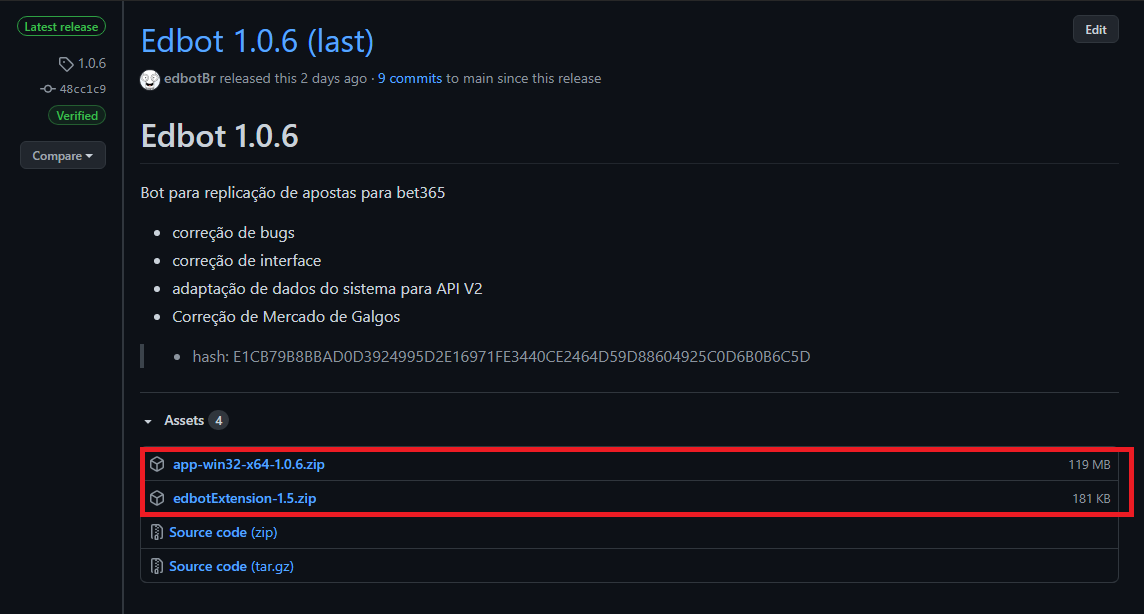 Latest release
1.0.6
48cc1c9
Verified
Compare
Edbot 1.0.6 (last)
Edit
edbotBr released this 2 days ago · 9 commits to main since this release
Edbot 1.0.6
Bot para replicação de apostas para bet365
correção de bugs
correção de interface
adaptação de dados do sistema para API V2
Correção de Mercado de Galgos
hash: E1CB79B8BBAD0D3924995D2E16971FE3440CE2464D59D88604925C0D6B0B6C5D
Assets 4
app-win32-x64-1.0.6.zip 119 MB
edbotExtension-1.5.zip 181 KB
Source code (zip)
Source code (tar.gz)